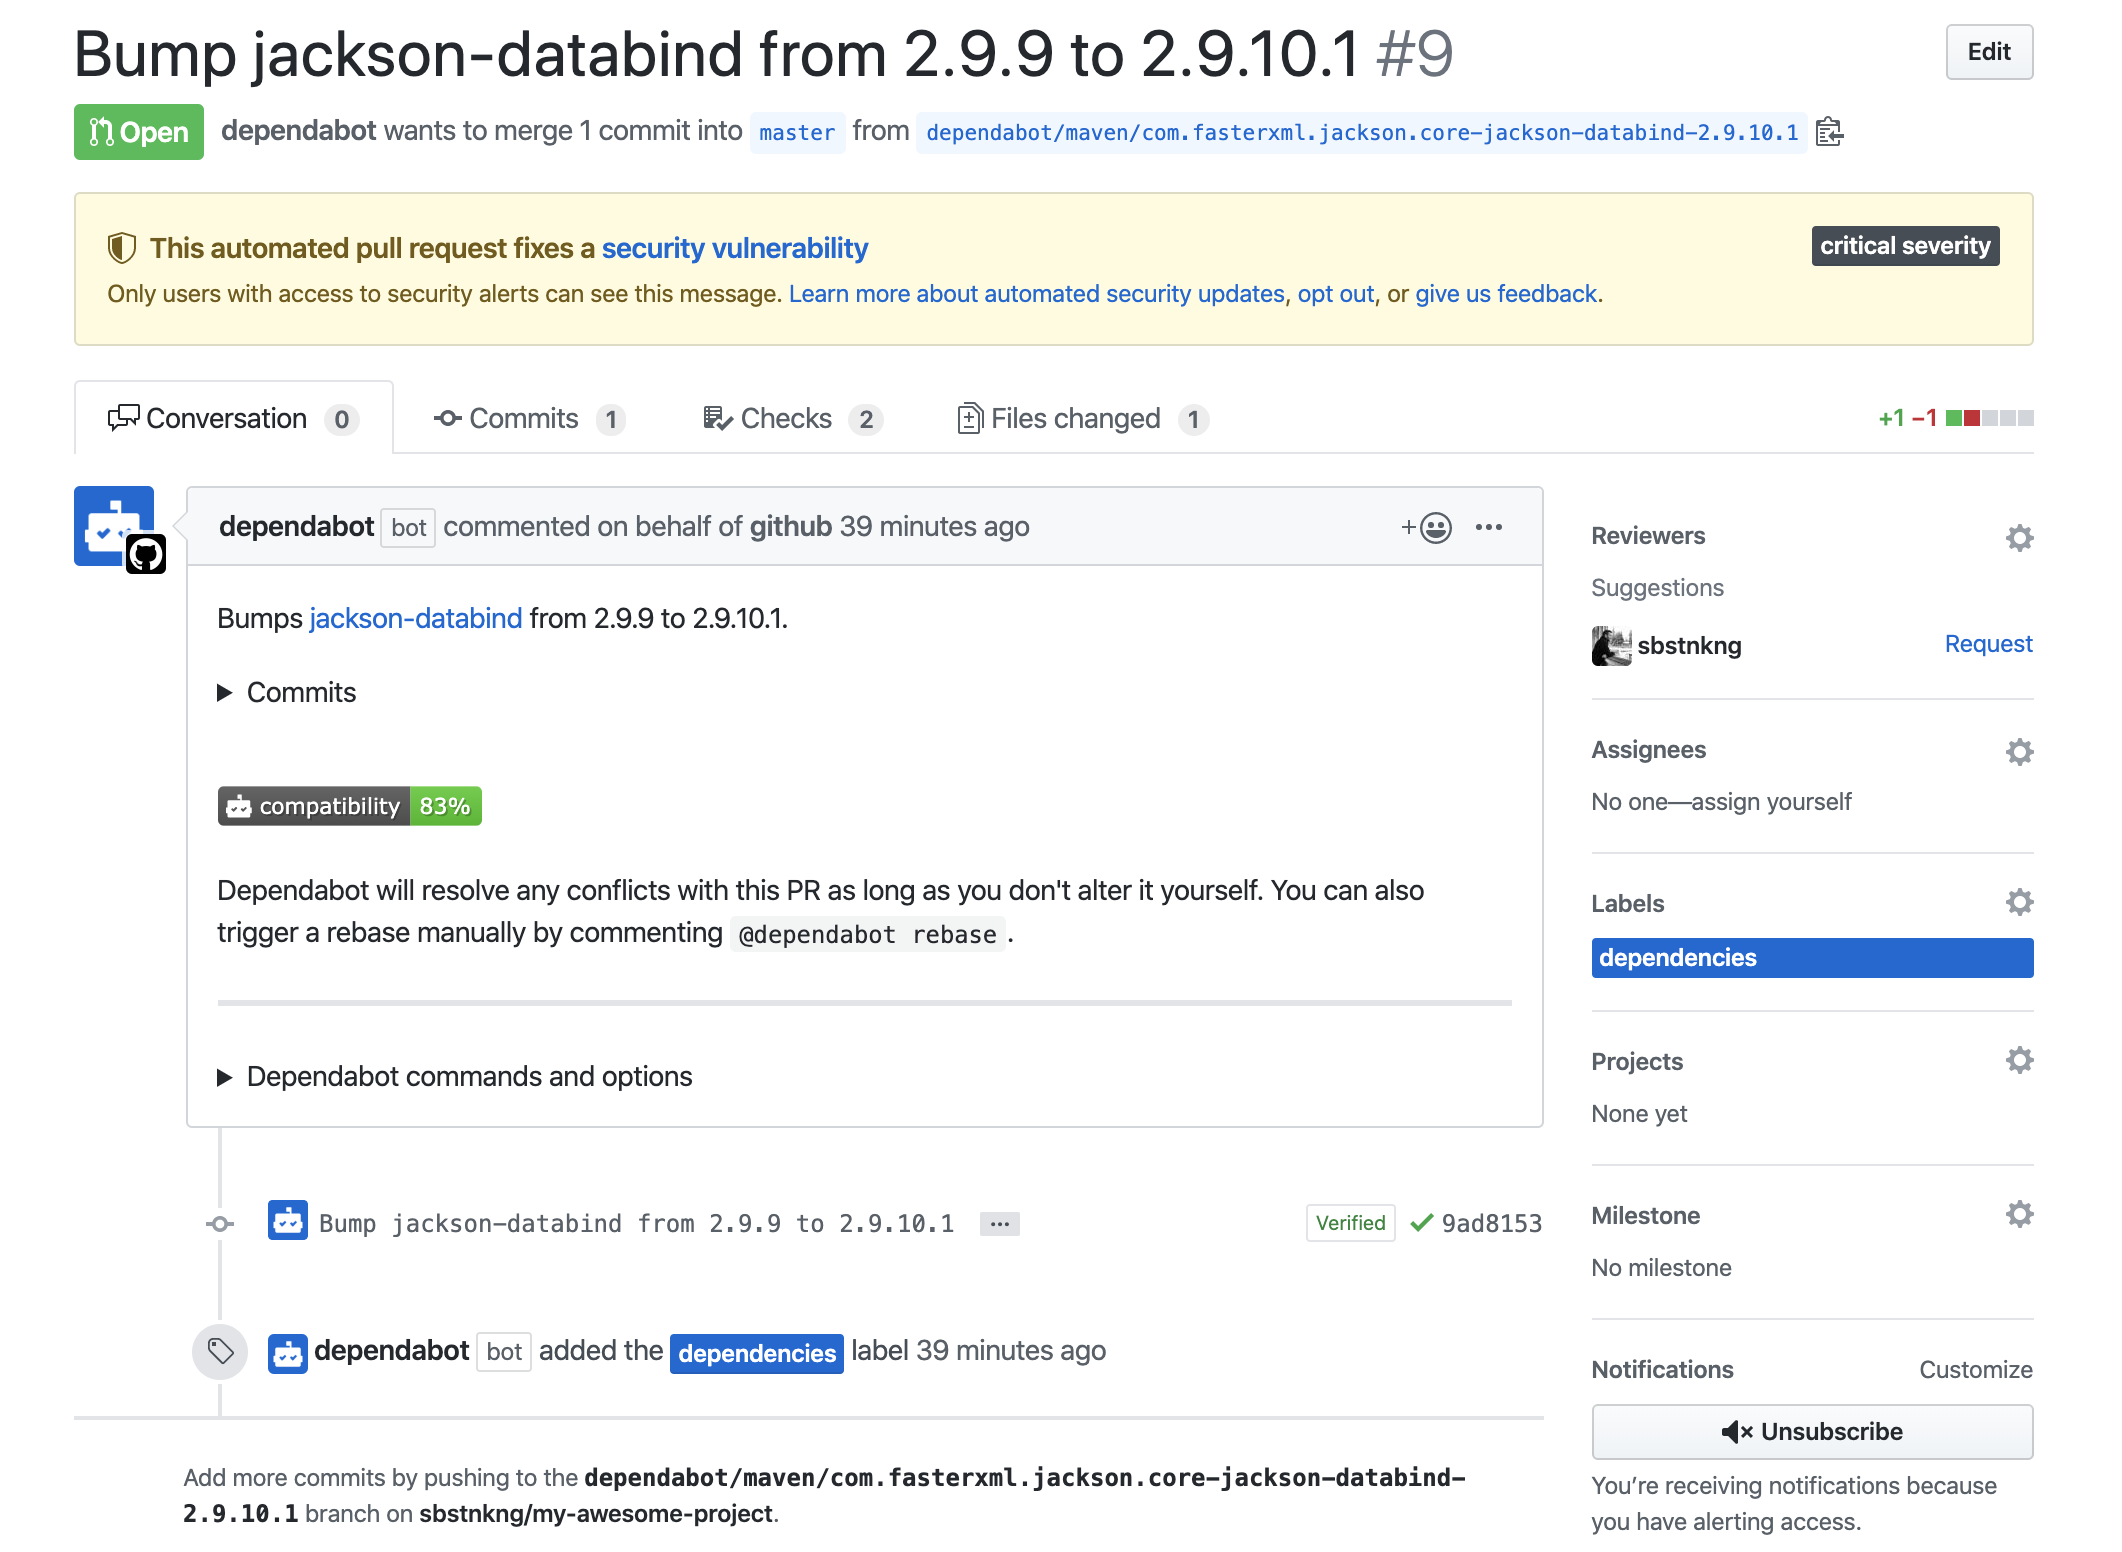 Bump jackson-databind from 2.9.9 to 2.9.10.1 #9
Edit
Open
dependabot wants to merge 1 commit into master from dependabot/maven/com.fasterxml.jackson.core-jackson-databind-2.9.10.1
This automated pull request fixes a security vulnerability
critical severity
Only users with access to security alerts can see this message. Learn more about automated security updates, opt out, or give us feedback.
Conversation 0
Commits 1
Checks 2
Files changed 1
+1 −1
dependabot bot commented on behalf of github 39 minutes ago
Bumps jackson-databind from 2.9.9 to 2.9.10.1.
Commits
compatibility 83%
Dependabot will resolve any conflicts with this PR as long as you don't alter it yourself. You can also
trigger a rebase manually by commenting @dependabot rebase.
Dependabot commands and options
Bump jackson-databind from 2.9.9 to 2.9.10.1 ...
Verified 9ad8153
dependabot bot added the dependencies label 39 minutes ago
Add more commits by pushing to the dependabot/maven/com.fasterxml.jackson.core-jackson-databind-
2.9.10.1 branch on sbstnkng/my-awesome-project.
Reviewers
Suggestions
sbstnkng Request
Assignees
No one—assign yourself
Labels
dependencies
Projects
None yet
Milestone
No milestone
Notifications Customize
Unsubscribe
You’re receiving notifications because
you have alerting access.